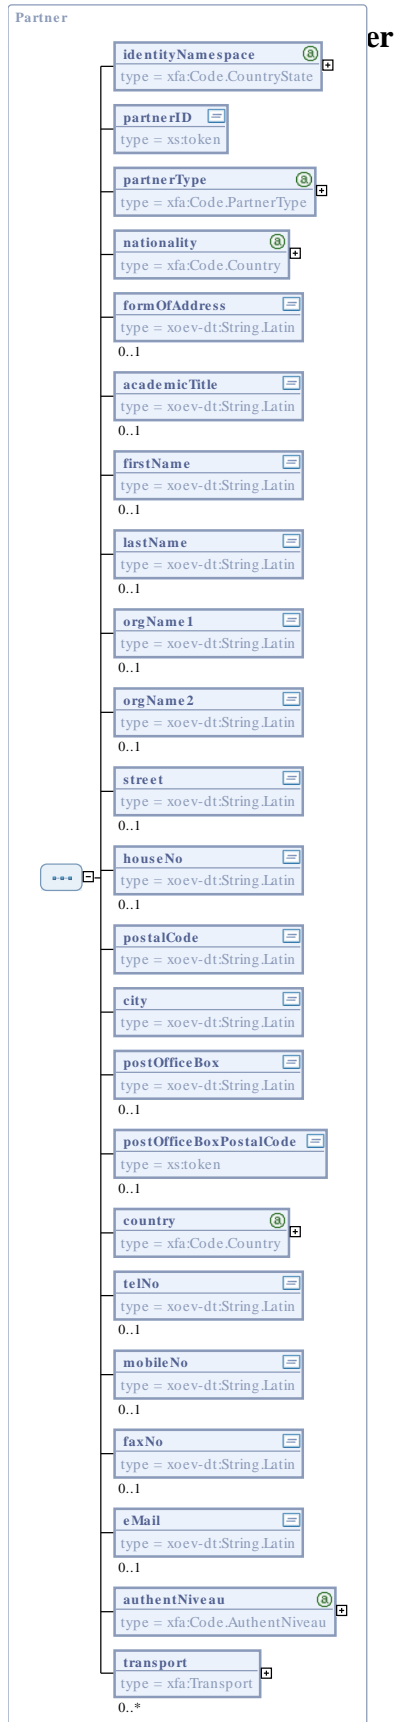 Partner
er
identityNamespace
type = xfa:Code.CountryState
partnerID
type = xs:token
partnerType
type = xfa:Code.PartnerType
nationality
type = xfa:Code.Country
formOfAddress
type = xoev-dt:String.Latin
0..1
academicTitle
type = xoev-dt:String.Latin
0..1
firstName
type = xoev-dt:String.Latin
0..1
lastName
type = xoev-dt:String.Latin
0..1
orgName1
type = xoev-dt:String.Latin
0..1
orgName2
type = xoev-dt:String.Latin
0..1
street
type = xoev-dt:String.Latin
0..1
houseNo
type = xoev-dt:String.Latin
0..1
postalCode
type = xoev-dt:String.Latin
city
type = xoev-dt:String.Latin
postOfficeBox
type = xoev-dt:String.Latin
0..1
postOfficeBoxPostalCode
type = xs:token
0..1
country
type = xfa:Code.Country
telNo
type = xoev-dt:String.Latin
0..1
mobileNo
type = xoev-dt:String.Latin
0..1
faxNo
type = xoev-dt:String.Latin
0..1
eMail
type = xoev-dt:String.Latin
0..1
authentNiveau
type = xfa:Code.AuthentNiveau
transport
type = xfa:Transport
0..*